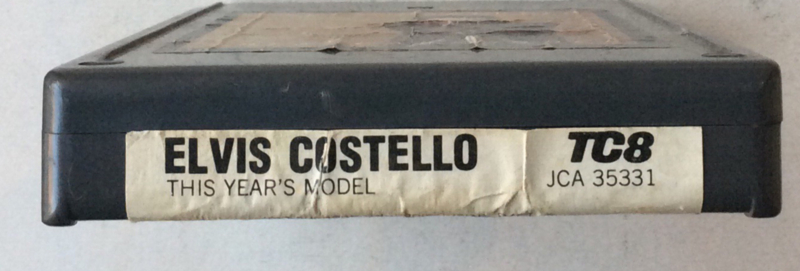 ELVIS COSTELLO
THIS YEAR'S MODEL
TC8
JCA 35331